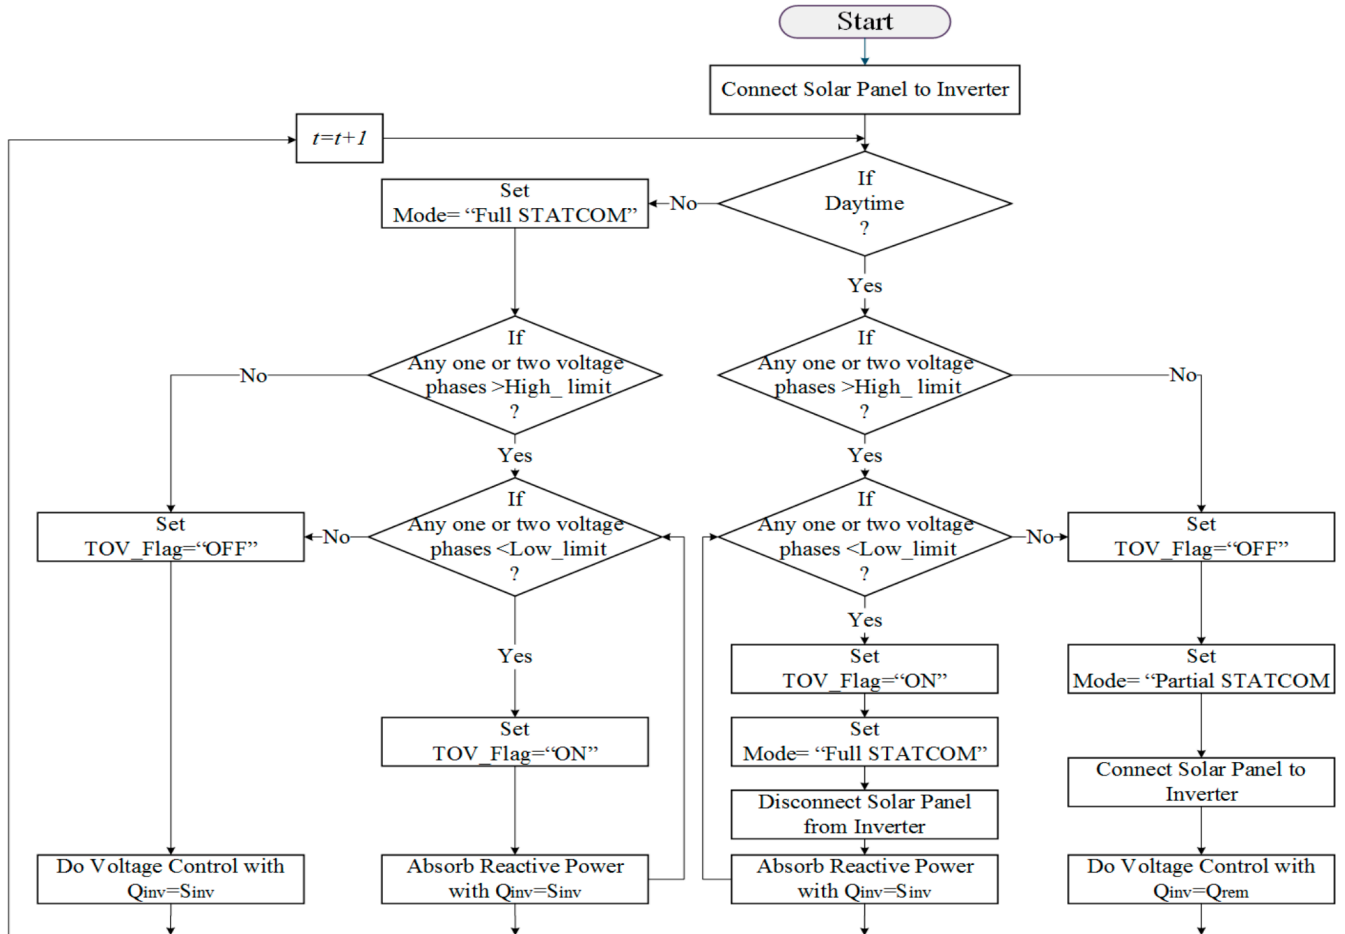 Start
Connect Solar Panel to Inverter
t=t+1
If
Daytime
?
No
Set
Mode= “Full STATCOM”
Yes
If
Any one or two voltage
phases >High_ limit
?
If
Any one or two voltage
phases >High_ limit
?
No
No
Yes
Yes
If
Any one or two voltage
phases <Low_limit
?
If
Any one or two voltage
phases <Low_limit
?
Set
TOV_Flag=“OFF”
No
No
Set
TOV_Flag=“OFF”
Yes
Yes
Set
TOV_Flag=“ON”
Set
Mode= “Partial STATCOM
Set
TOV_Flag=“ON”
Set
Mode= “Full STATCOM”
Connect Solar Panel to
Inverter
Disconnect Solar Panel
from Inverter
Do Voltage Control with
Qinv=Sinv
Absorb Reactive Power
with Qinv=Sinv
Absorb Reactive Power
with Qinv=Sinv
Do Voltage Control with
Qinv=Qrem